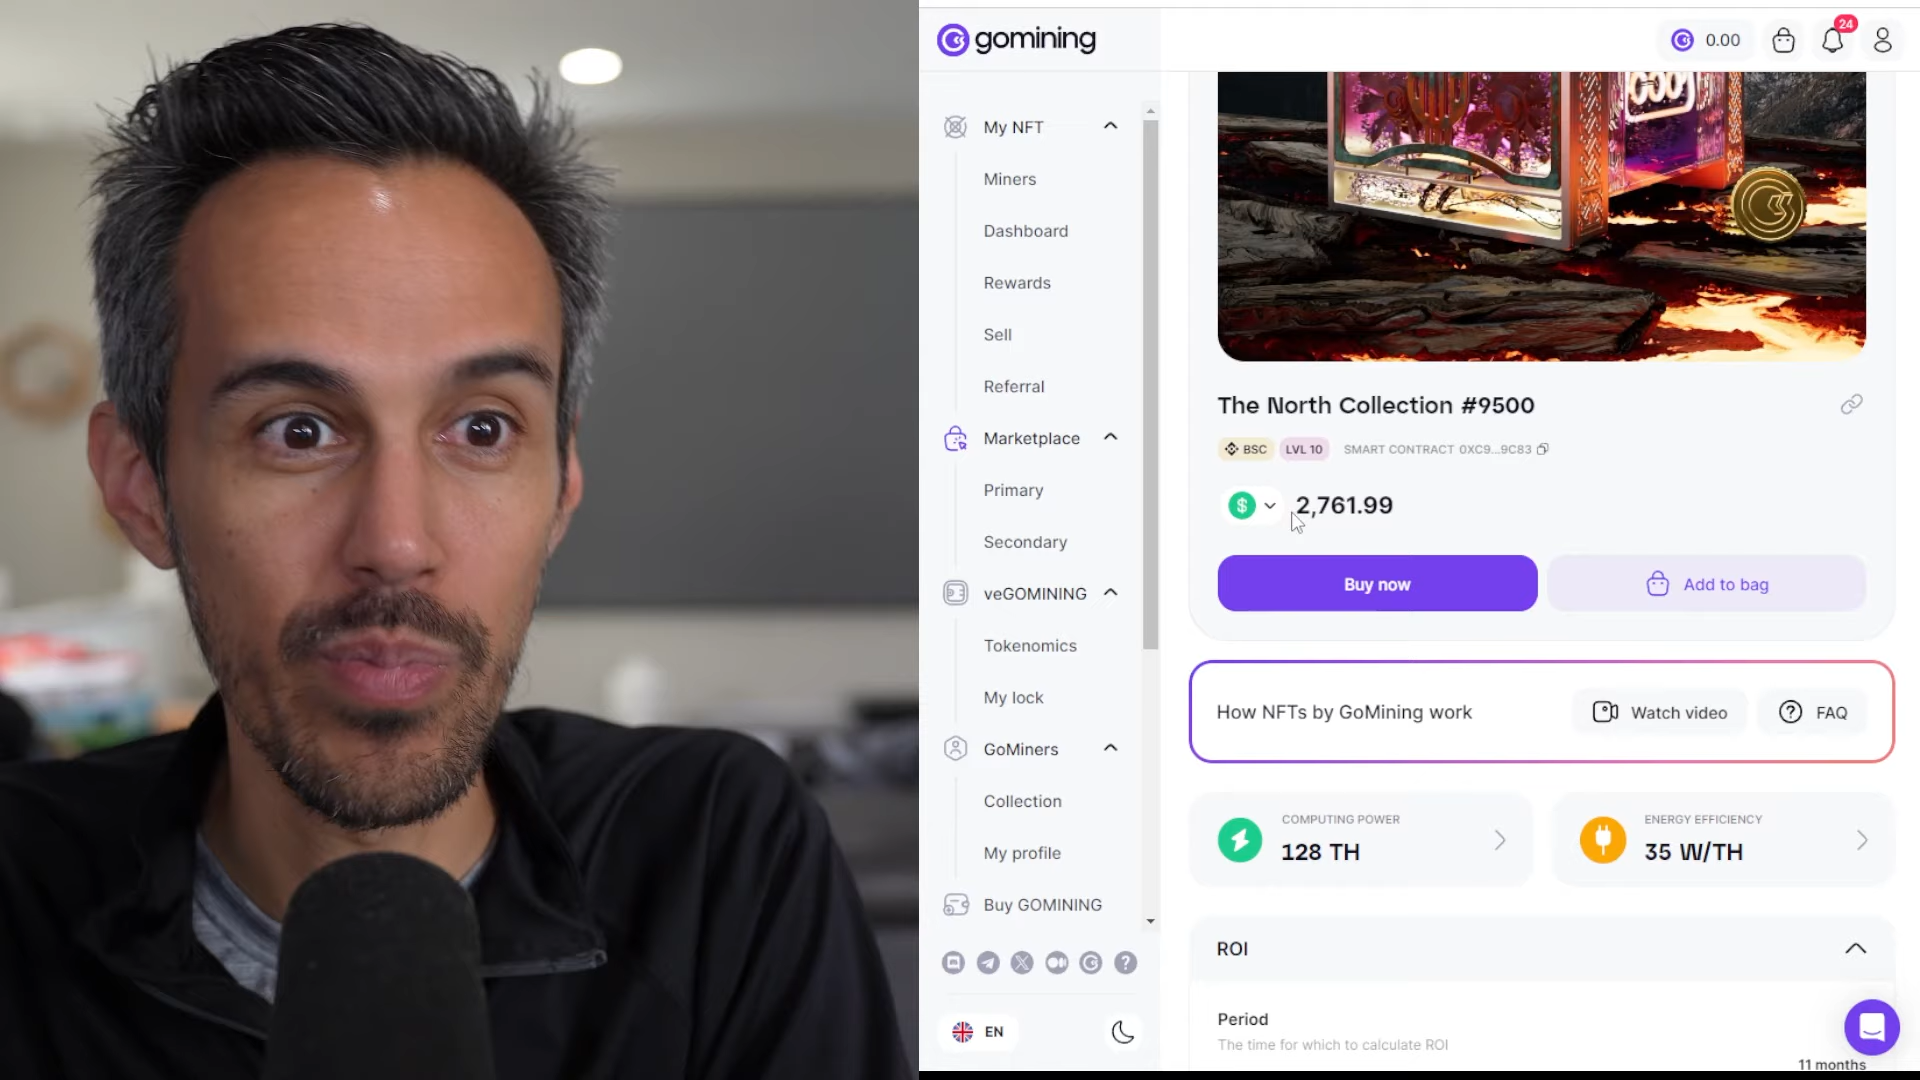 gomining
0.00
24
My NFT
Miners
Dashboard
Rewards
Sell
Referral
Marketplace
Primary
Secondary
veGOMINING
Tokenomics
My lock
GoMiners
Collection
My profile
Buy GOMINING
EN
The North Collection #9500
BSC LVL 10 SMART CONTRACT 0XC9...9C83
$ 2,761.99
Buy now
Add to bag
How NFTs by GoMining work
Watch video
FAQ
COMPUTING POWER
128 TH
ENERGY EFFICIENCY
35 W/TH
ROI
Period
The time for which to calculate ROI
11 months